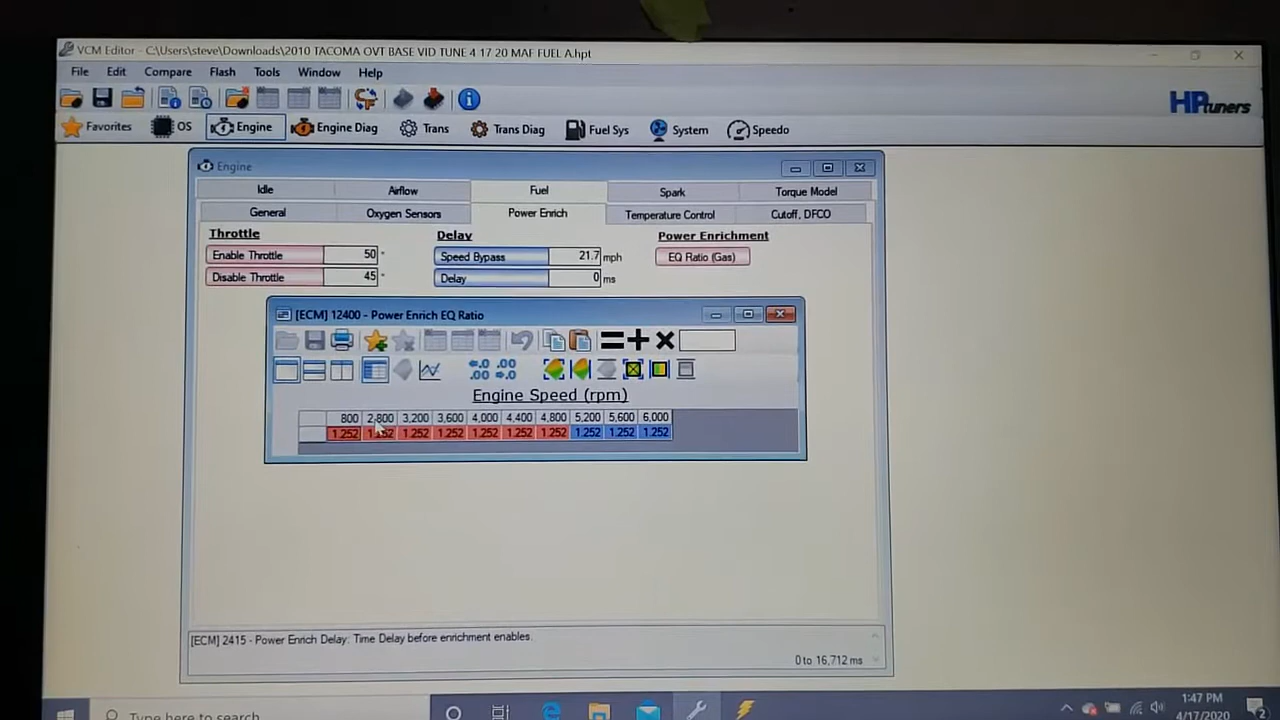 VCM Editor - C:\Users\steve\Downloads\2010 TACOMA OVT BASE VID TUNE 4 17 20 MAF FUEL A.hpt
File Edit Compare Flash Tools Window Help
HPtuners
Favorites OS Engine Engine Diag Trans Trans Diag Fuel Sys System Speedo
Engine
Idle Airflow Fuel Spark Torque Model
General Oxygen Sensors Power Enrich Temperature Control Cutoff, DFCO
Throttle Delay Power Enrichment
Enable Throttle 50 ° Speed Bypass 21.7 mph EQ Ratio (Gas)
Disable Throttle 45 ° Delay 0 ms
[ECM] 12400 - Power Enrich EQ Ratio
Engine Speed (rpm)
800 2,800 3,200 3,600 4,000 4,400 4,800 5,200 5,600 6,000
1.252 1.252 1.252 1.252 1.252 1.252 1.252 1.252 1.252 1.252
[ECM] 2415 - Power Enrich Delay: Time Delay before enrichment enables.
0 to 16,712 ms
Type here to search
1:47 PM
4/17/2020